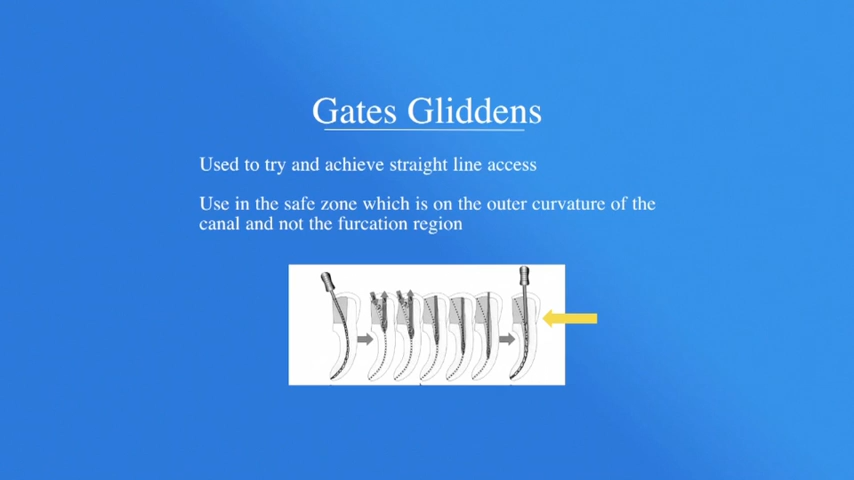 Gates Gliddens
Used to try and achieve straight line access
Use in the safe zone which is on the outer curvature of the
canal and not the furcation region